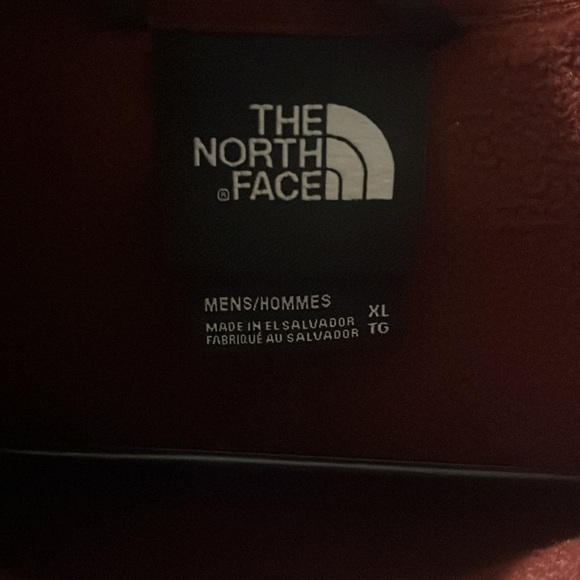 THE
NORTH
FACE
®
MENS/HOMMES
XL
MADE IN EL SALVADOR
TG
FABRIQUÉ AU SALVADOR